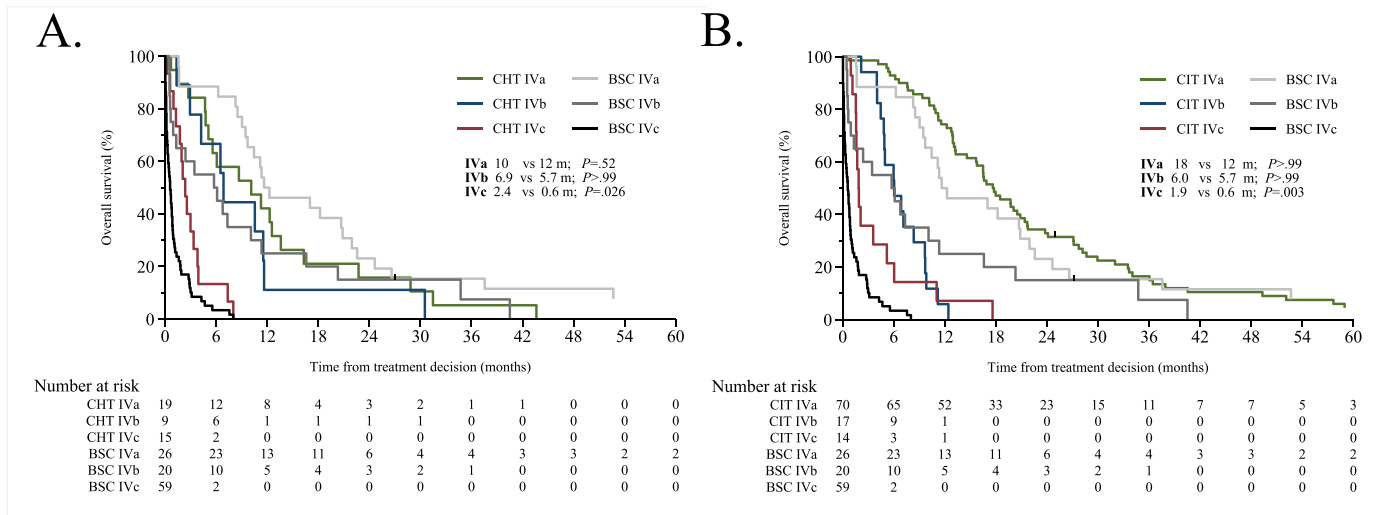 A.
100
80
60
40
20
0
Overall survival (%)
CHT IVa BSC IVa
CHT IVb BSC IVb
CHT IVc BSC IVc
IVa 10 vs 12 m; P=.52
IVb 6.9 vs 5.7 m; P>.99
IVc 2.4 vs 0.6 m; P=.026
0 6 12 18 24 30 36 42 48 54 60
Time from treatment decision (months)
Number at risk
CHT IVa 19 12 8 4 3 2 1 1 0 0 0
CHT IVb 9 6 1 1 1 1 0 0 0 0 0
CHT IVc 15 2 0 0 0 0 0 0 0 0 0
BSC IVa 26 23 13 11 6 4 4 3 3 2 2
BSC IVb 20 10 5 4 3 2 1 0 0 0 0
BSC IVc 59 2 0 0 0 0 0 0 0 0 0
B.
100
80
60
40
20
0
Overall survival (%)
CIT IVa BSC IVa
CIT IVb BSC IVb
CIT IVc BSC IVc
IVa 18 vs 12 m; P>.99
IVb 6.0 vs 5.7 m; P>.99
IVc 1.9 vs 0.6 m; P=.003
0 6 12 18 24 30 36 42 48 54 60
Time from treatment decision (months)
Number at risk
CIT IVa 70 65 52 33 23 15 11 7 7 5 3
CIT IVb 17 9 1 0 0 0 0 0 0 0 0
CIT IVc 14 3 1 0 0 0 0 0 0 0 0
BSC IVa 26 23 13 11 6 4 4 3 3 2 2
BSC IVb 20 10 5 4 3 2 1 0 0 0 0
BSC IVc 59 2 0 0 0 0 0 0 0 0 0